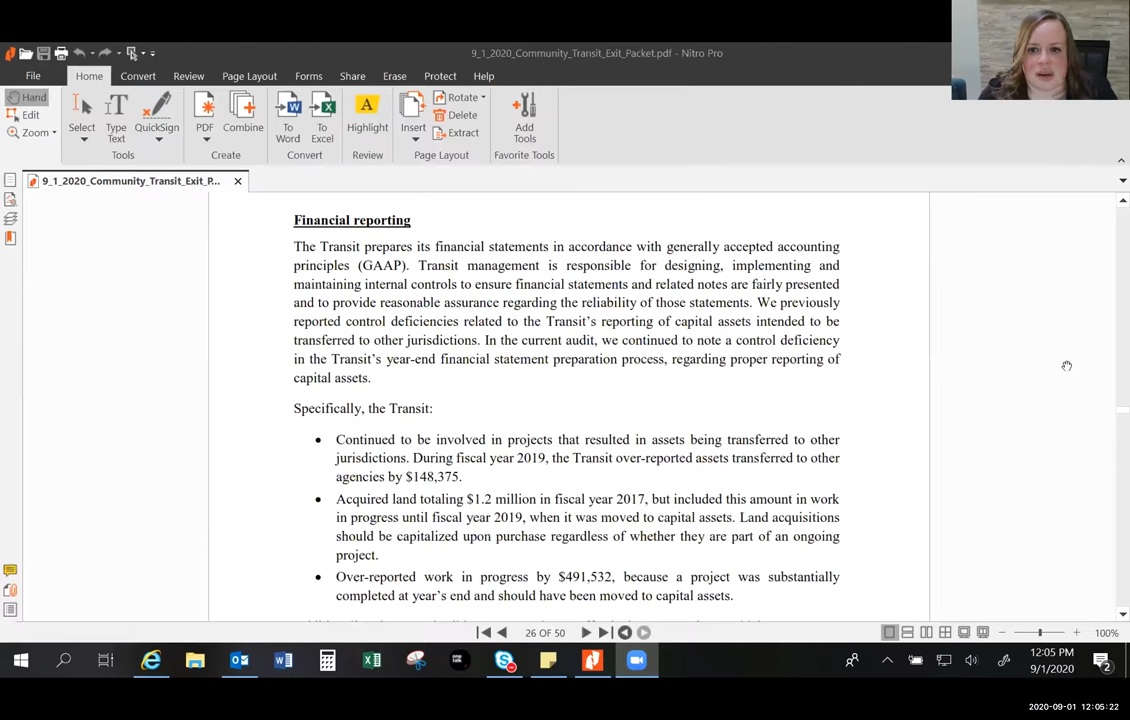 9_1_2020_Community_Transit_Exit_Packet.pdf - Nitro Pro
File Home Convert Review Page Layout Forms Share Erase Protect Help
Hand
Edit
Zoom
Select
Type Text
QuickSign
PDF
Combine
To Word
To Excel
Highlight
Insert
Rotate
Delete
Extract
Add Tools
Tools Create Convert Review Page Layout Favorite Tools
9_1_2020_Community_Transit_Exit_P...
Financial reporting
The Transit prepares its financial statements in accordance with generally accepted accounting
principles (GAAP). Transit management is responsible for designing, implementing and
maintaining internal controls to ensure financial statements and related notes are fairly presented
and to provide reasonable assurance regarding the reliability of those statements. We previously
reported control deficiencies related to the Transit's reporting of capital assets intended to be
transferred to other jurisdictions. In the current audit, we continued to note a control deficiency
in the Transit's year-end financial statement preparation process, regarding proper reporting of
capital assets.
Specifically, the Transit:
• Continued to be involved in projects that resulted in assets being transferred to other
jurisdictions. During fiscal year 2019, the Transit over-reported assets transferred to other
agencies by $148,375.
• Acquired land totaling $1.2 million in fiscal year 2017, but included this amount in work
in progress until fiscal year 2019, when it was moved to capital assets. Land acquisitions
should be capitalized upon purchase regardless of whether they are part of an ongoing
project.
• Over-reported work in progress by $491,532, because a project was substantially
completed at year's end and should have been moved to capital assets.
26 OF 50
100%
12:05 PM
9/1/2020
2
2020-09-01 12:05:22